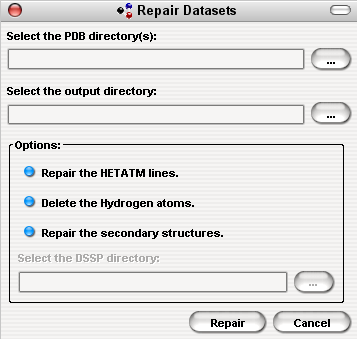 Repair Datasets
Select the PDB directory(s):
...
Select the output directory:
...
Options:
Repair the HETATM lines.
Delete the Hydrogen atoms.
Repair the secondary structures.
Select the DSSP directory:
...
Repair Cancel